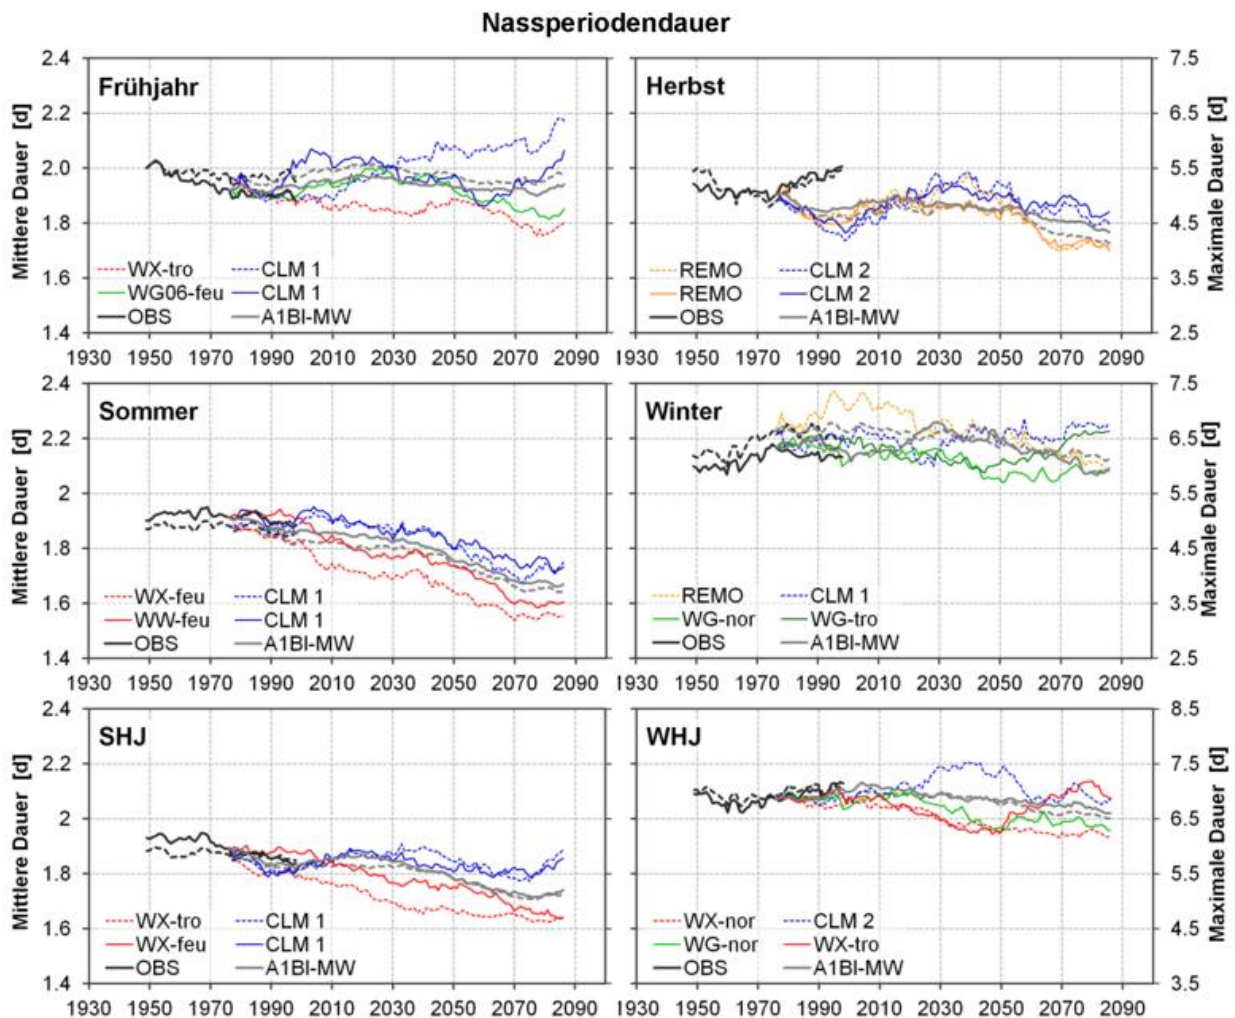 Nassperiodendauer
Mittlere Dauer [d]
2.4
2.2
2.0
1.8
1.6
1.4
Frühjahr
WX-tro CLM 1
WG06-feu CLM 1
OBS A1BI-MW
1930 1950 1970 1990 2010 2030 2050 2070 2090
Herbst
REMO CLM 2
REMO CLM 2
OBS A1BI-MW
1930 1950 1970 1990 2010 2030 2050 2070 2090
7.5
6.5
5.5
4.5
3.5
2.5
Maximale Dauer [d]
Mittlere Dauer [d]
2.4
2.2
2
1.8
1.6
1.4
Sommer
WX-feu CLM 1
WW-feu CLM 1
OBS A1BI-MW
1930 1950 1970 1990 2010 2030 2050 2070 2090
Winter
REMO CLM 1
WG-nor WG-tro
OBS A1BI-MW
1930 1950 1970 1990 2010 2030 2050 2070 2090
7.5
6.5
5.5
4.5
3.5
2.5
Maximale Dauer [d]
Mittlere Dauer [d]
2.4
2.2
2
1.8
1.6
1.4
SHJ
WX-tro CLM 1
WX-feu CLM 1
OBS A1BI-MW
1930 1950 1970 1990 2010 2030 2050 2070 2090
WHJ
WX-nor CLM 2
WG-nor WX-tro
OBS A1BI-MW
1930 1950 1970 1990 2010 2030 2050 2070 2090
8.5
7.5
6.5
5.5
4.5
3.5
Maximale Dauer [d]